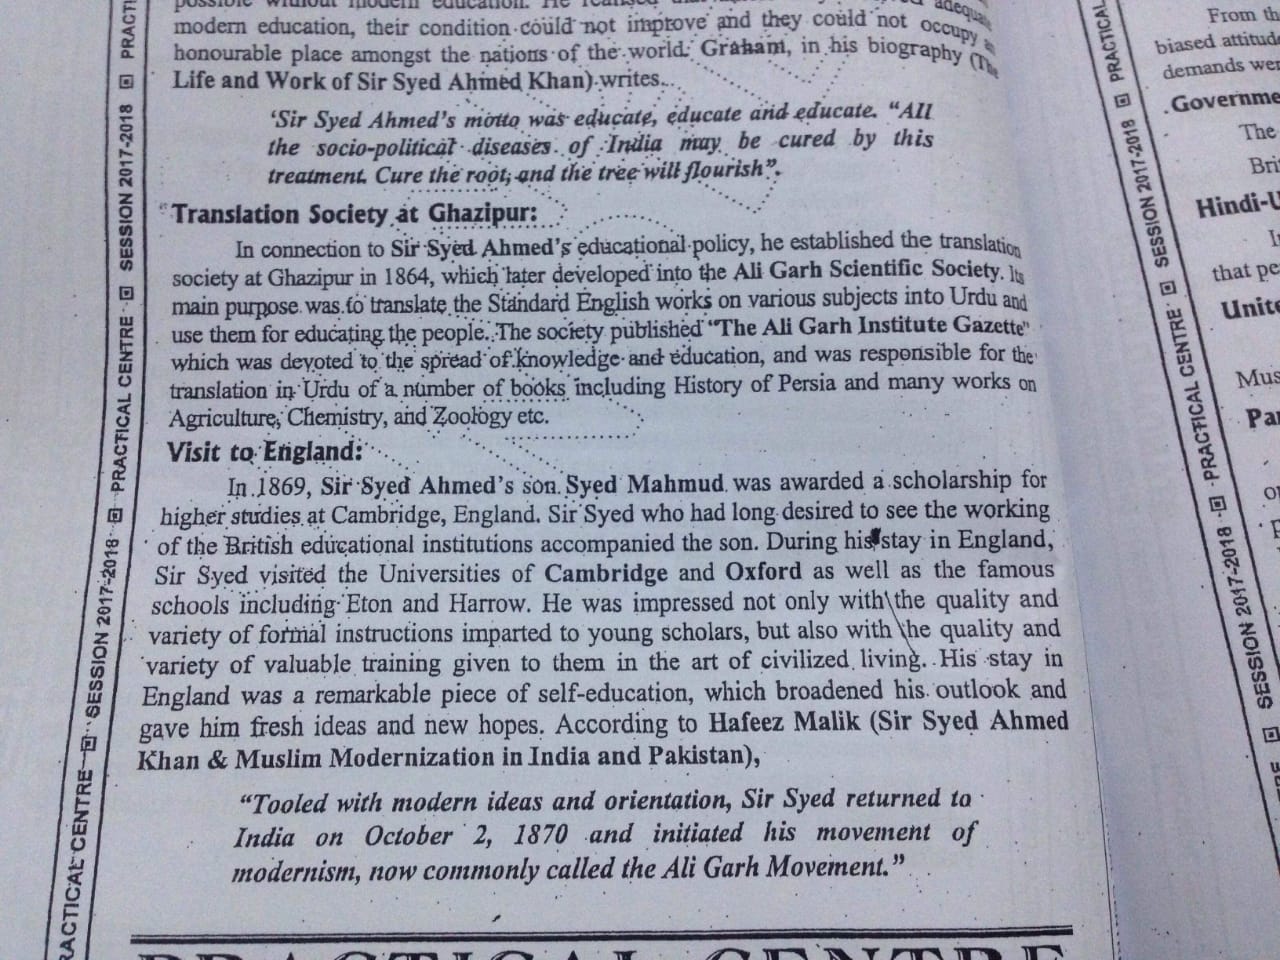 possible without modern education. He realised that
modern education, their condition could not improve and they could not occupy
honourable place amongst the nations of the world. Graham, in his biography (The
Life and Work of Sir Syed Ahmed Khan) writes...
'Sir Syed Ahmed's motto was educate, educate and educate. "All
the socio-political diseases of India may be cured by this
treatment. Cure the root, and the tree will flourish".
Translation Society at Ghazipur:
In connection to Sir Syed Ahmed's educational policy, he established the translation
society at Ghazipur in 1864, which later developed into the Ali Garh Scientific Society. Its
main purpose was to translate the Standard English works on various subjects into Urdu and
use them for educating the people. The society published "The Ali Garh Institute Gazette"
which was devoted to the spread of knowledge and education, and was responsible for the
translation in Urdu of a number of books including History of Persia and many works on
Agriculture, Chemistry, and Zoology etc.
Visit to England:
In 1869, Sir Syed Ahmed's son Syed Mahmud was awarded a scholarship for
higher studies at Cambridge, England. Sir Syed who had long desired to see the working
of the British educational institutions accompanied the son. During his stay in England,
Sir Syed visited the Universities of Cambridge and Oxford as well as the famous
schools including Eton and Harrow. He was impressed not only with the quality and
variety of formal instructions imparted to young scholars, but also with the quality and
variety of valuable training given to them in the art of civilized living. His stay in
England was a remarkable piece of self-education, which broadened his outlook and
gave him fresh ideas and new hopes. According to Hafeez Malik (Sir Syed Ahmed
Khan & Muslim Modernization in India and Pakistan),
"Tooled with modern ideas and orientation, Sir Syed returned to
India on October 2, 1870 and initiated his movement of
modernism, now commonly called the Ali Garh Movement."
PRACTICAL CENTRE
PRACTICAL CENTRE SESSION 2017-2018 PRACTICAL CENTRE SESSION 2017-2018 PRACTI
From th
biased attitude
demands wer
Governme
The
Bri
Hindi-U
that pe
Unite
Mus
Par
PRACTICAL SESSION 2017-2018 PRACTICAL CENTRE SESSION 2017-2018 PRACTICAL